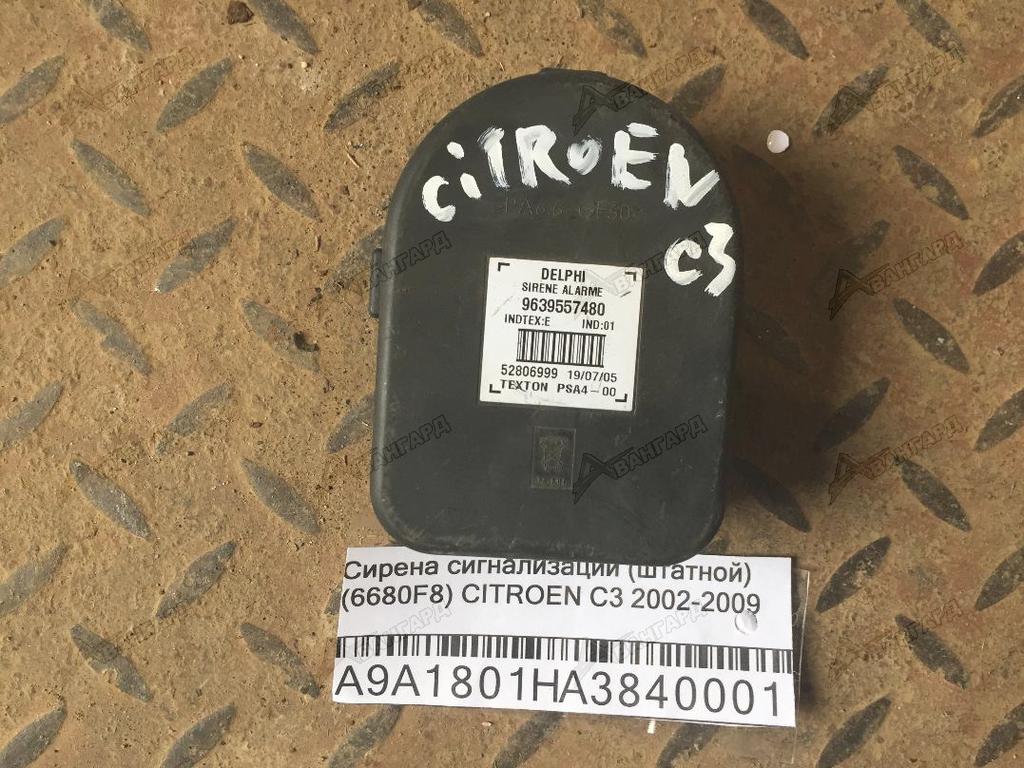 CiTROEN
C3
DELPHI
SIRENE ALARME
9639557480
INDTEX:E IND:01
52806999 19/07/05
TEXTON PSA4-00
Сирена сигнализации (штатной)
(6680F8) CITROEN C3 2002-2009
A9A1801HA3840001
АВАНГАРД